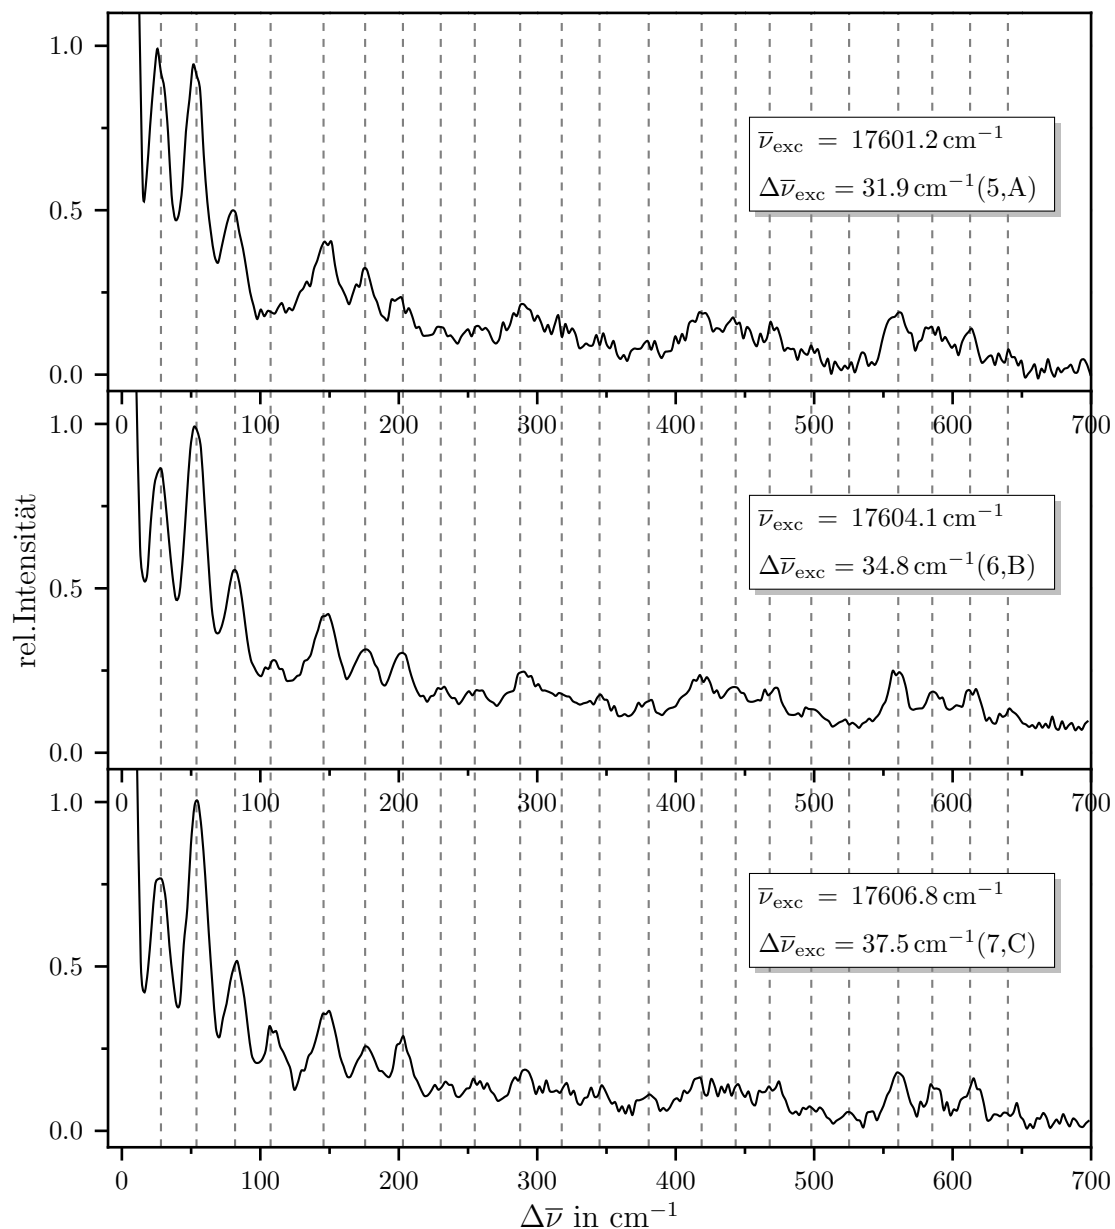 1.0
0.5
0.0
ν̅exc = 17601.2 cm⁻¹
Δν̅exc = 31.9 cm⁻¹(5,A)
0 100 200 300 400 500 600 700
1.0
0.5
0.0
ν̅exc = 17604.1 cm⁻¹
Δν̅exc = 34.8 cm⁻¹(6,B)
rel.Intensität
0 100 200 300 400 500 600 700
1.0
0.5
0.0
ν̅exc = 17606.8 cm⁻¹
Δν̅exc = 37.5 cm⁻¹(7,C)
0 100 200 300 400 500 600 700
Δν̅ in cm⁻¹